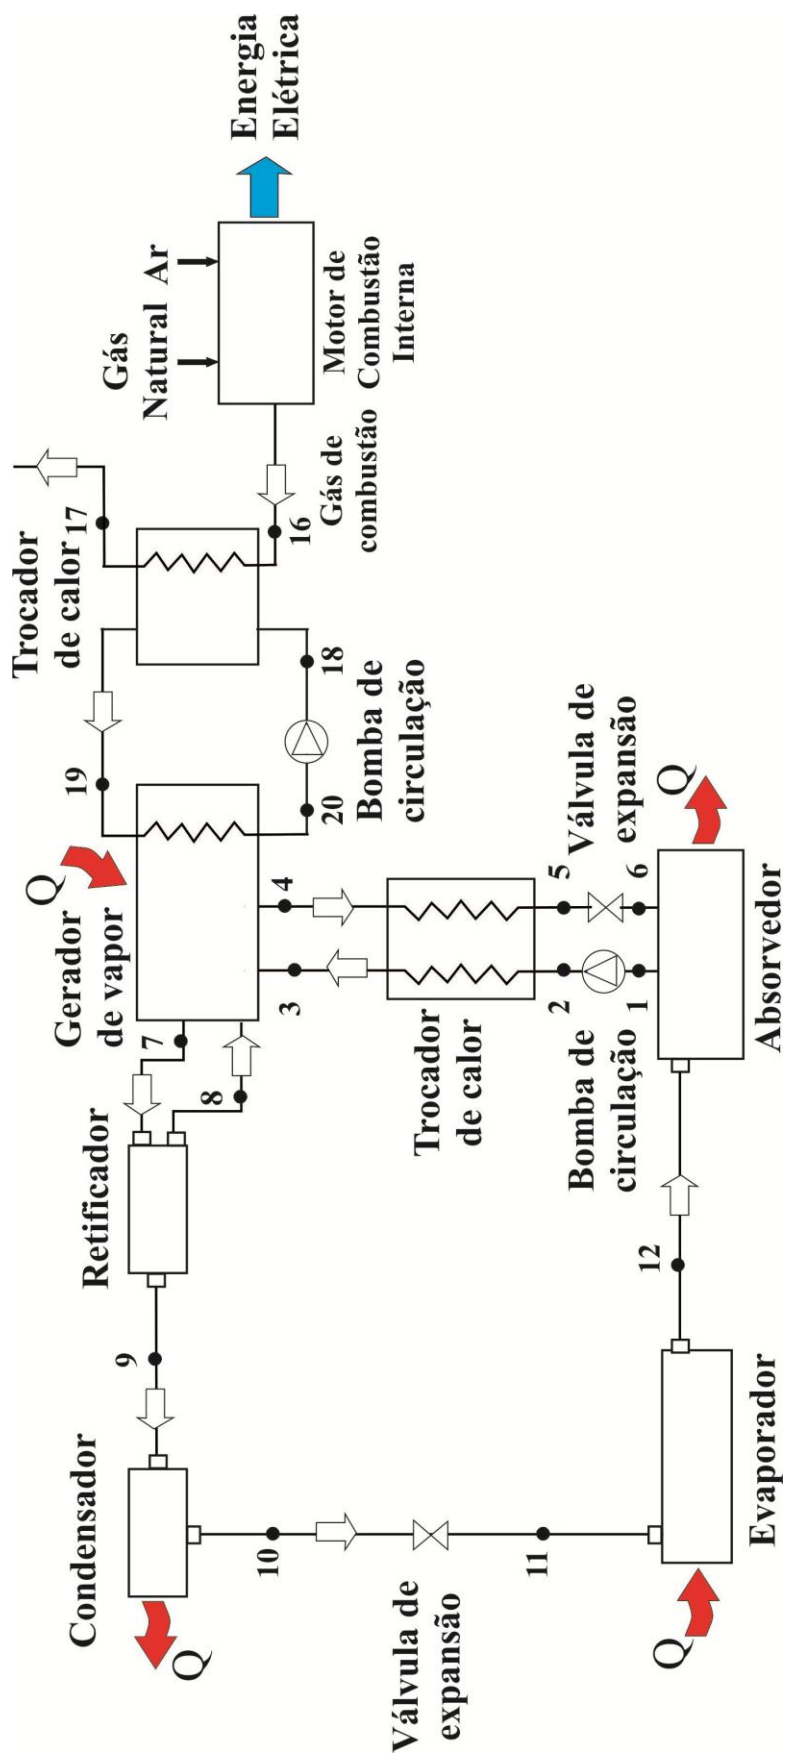 Condensador
Q
9
Retificador
7
8
Gerador
de vapor
Q
19
20
Bomba de
circulação
18
Trocador
de calor
17
16
Gás de
combustão
Gás
Natural
Ar
Motor de
Combustão
Interna
Energia
Elétrica
10
Válvula de
expansão
11
Trocador
de calor
3
4
2
5
1
6
Bomba de
circulação
Válvula de
expansão
Q
Evaporador
12
Absorvedor
Q